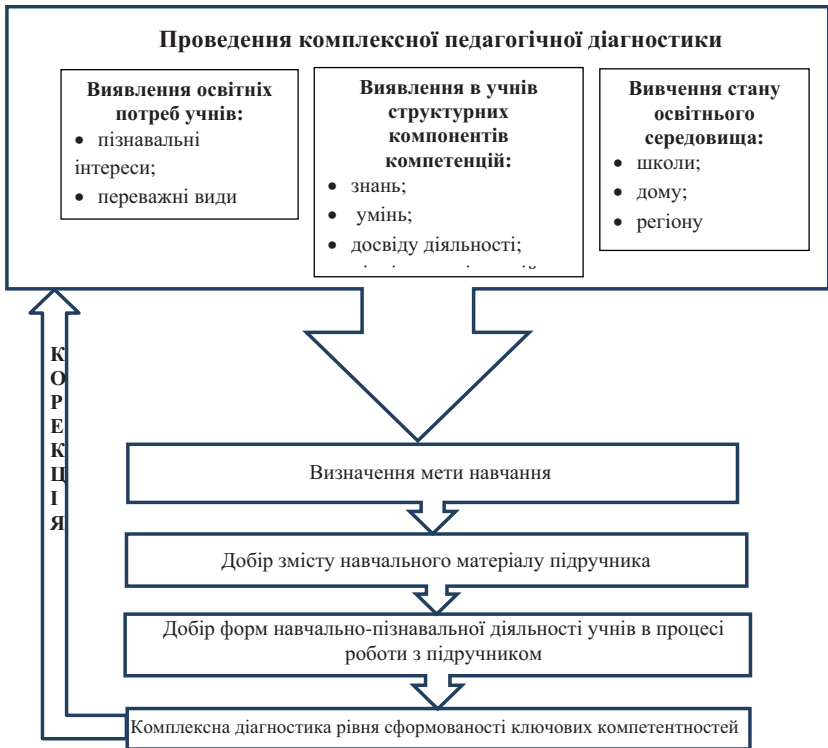 Проведення комплексної педагогічної діагностики
Виявлення освітніх
потреб учнів:
• пізнавальні
інтереси;
• переважні види
Виявлення в учнів
структурних
компонентів
компетенцій:
• знань;
• умінь;
• досвіду діяльності;
Вивчення стану
освітнього
середовища:
• школи;
• дому;
• регіону
КОРЕКЦІЯ
Визначення мети навчання
Добір змісту навчального матеріалу підручника
Добір форм навчально-пізнавальної діяльності учнів в процесі
роботи з підручником
Комплексна діагностика рівня сформованості ключових компетентностей